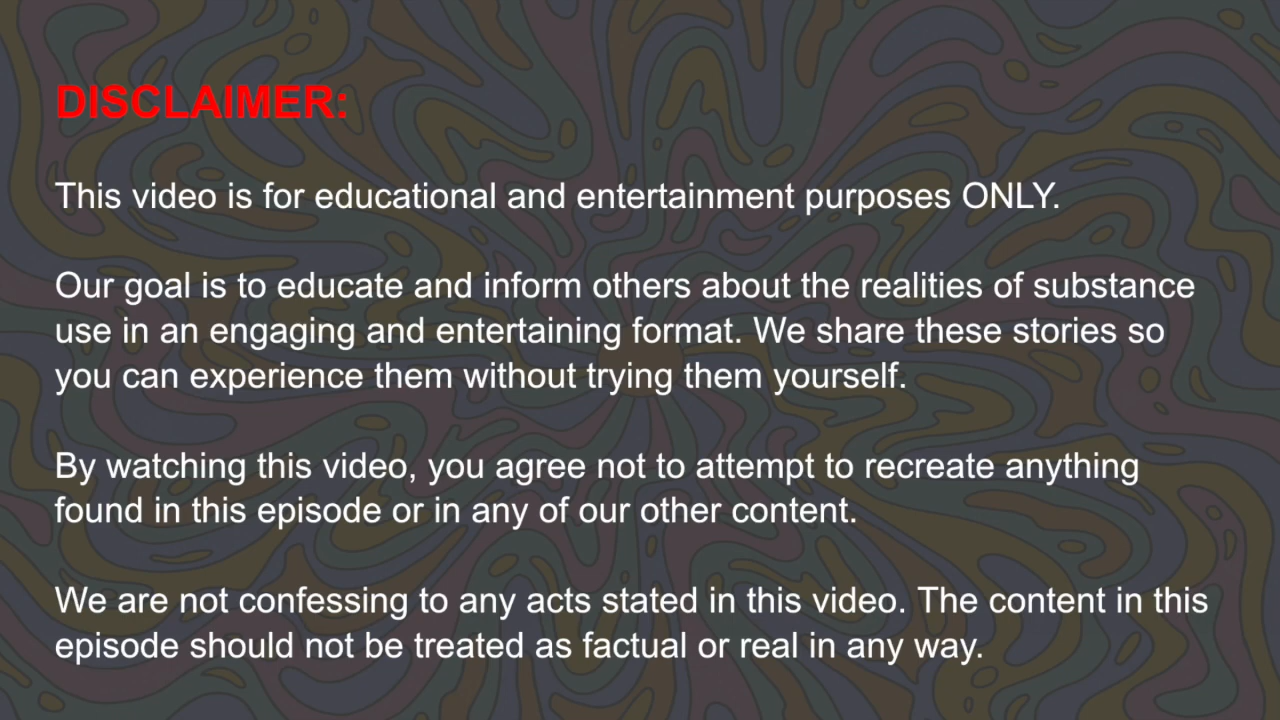 DISCLAIMER:
This video is for educational and entertainment purposes ONLY.
Our goal is to educate and inform others about the realities of substance
use in an engaging and entertaining format. We share these stories so
you can experience them without trying them yourself.
By watching this video, you agree not to attempt to recreate anything
found in this episode or in any of our other content.
We are not confessing to any acts stated in this video. The content in this
episode should not be treated as factual or real in any way.